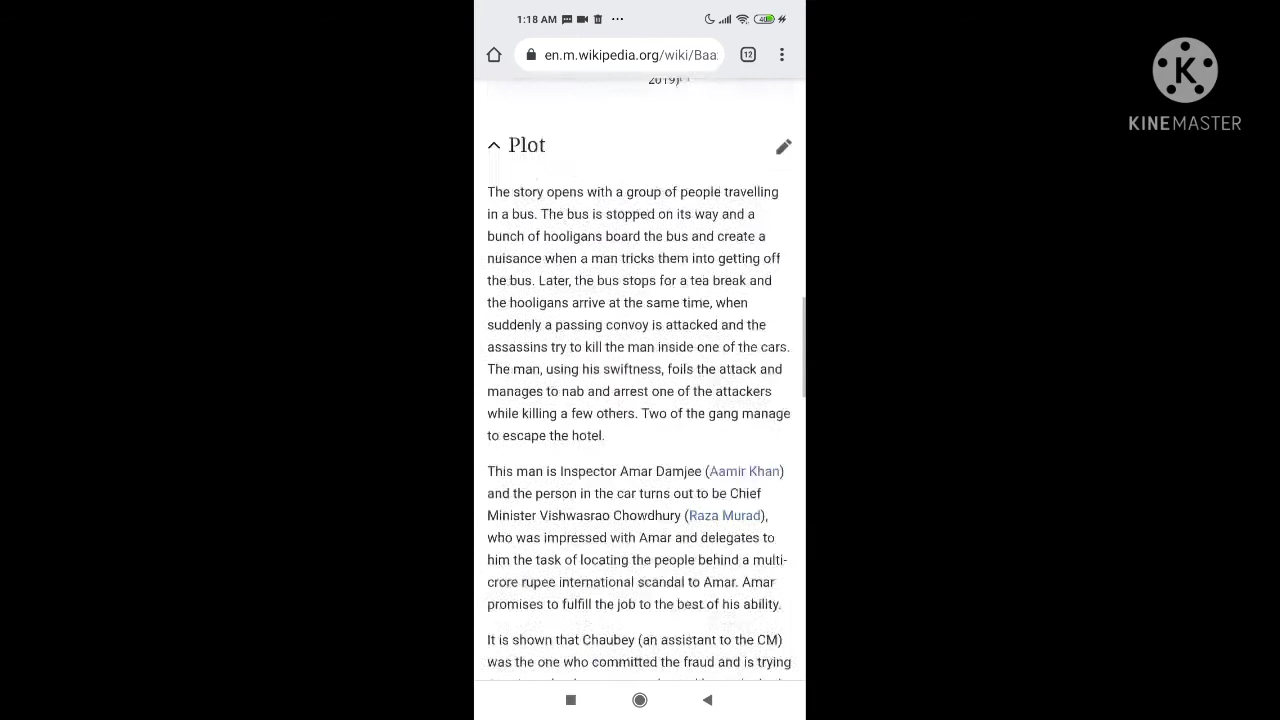 1:18 AM
40
en.m.wikipedia.org/wiki/Baa
12
K
KINEMASTER
2019)
Plot
The story opens with a group of people travelling
in a bus. The bus is stopped on its way and a
bunch of hooligans board the bus and create a
nuisance when a man tricks them into getting off
the bus. Later, the bus stops for a tea break and
the hooligans arrive at the same time, when
suddenly a passing convoy is attacked and the
assassins try to kill the man inside one of the cars.
The man, using his swiftness, foils the attack and
manages to nab and arrest one of the attackers
while killing a few others. Two of the gang manage
to escape the hotel.
This man is Inspector Amar Damjee (Aamir Khan)
and the person in the car turns out to be Chief
Minister Vishwasrao Chowdhury (Raza Murad),
who was impressed with Amar and delegates to
him the task of locating the people behind a multi-
crore rupee international scandal to Amar. Amar
promises to fulfill the job to the best of his ability.
It is shown that Chaubey (an assistant to the CM)
was the one who committed the fraud and is trying